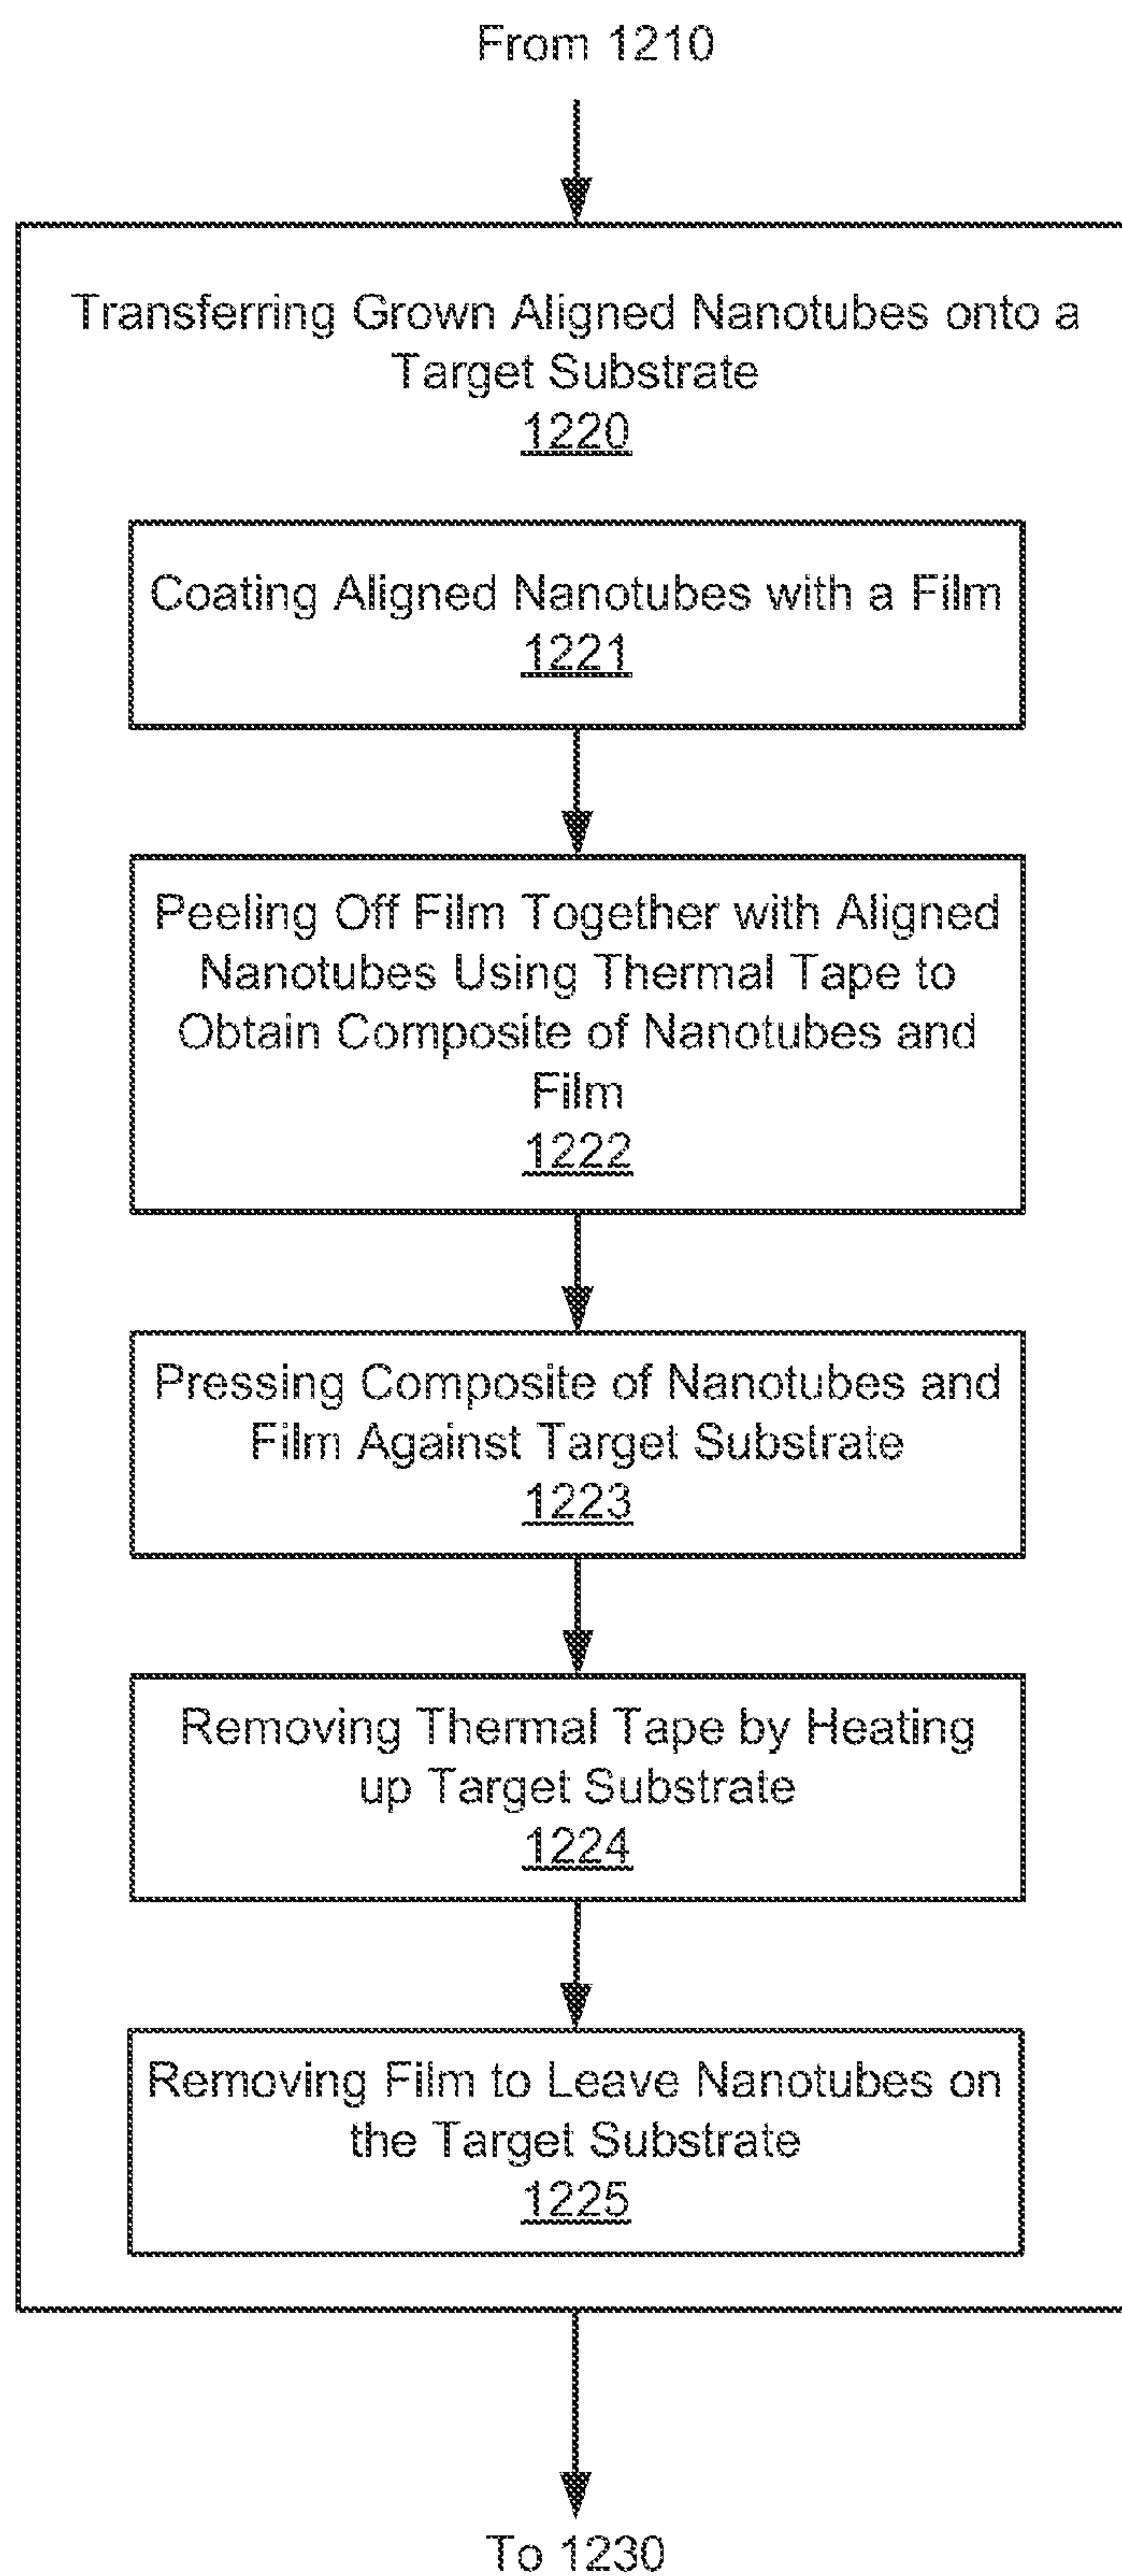 From 1210
Transferring Grown Aligned Nanotubes onto a
Target Substrate
1220
Coating Aligned Nanotubes with a Film
1221
Peeling Off Film Together with Aligned
Nanotubes Using Thermal Tape to
Obtain Composite of Nanotubes and
Film
1222
Pressing Composite of Nanotubes and
Film Against Target Substrate
1223
Removing Thermal Tape by Heating
up Target Substrate
1224
Removing Film to Leave Nanotubes on
the Target Substrate
1225
To 1230